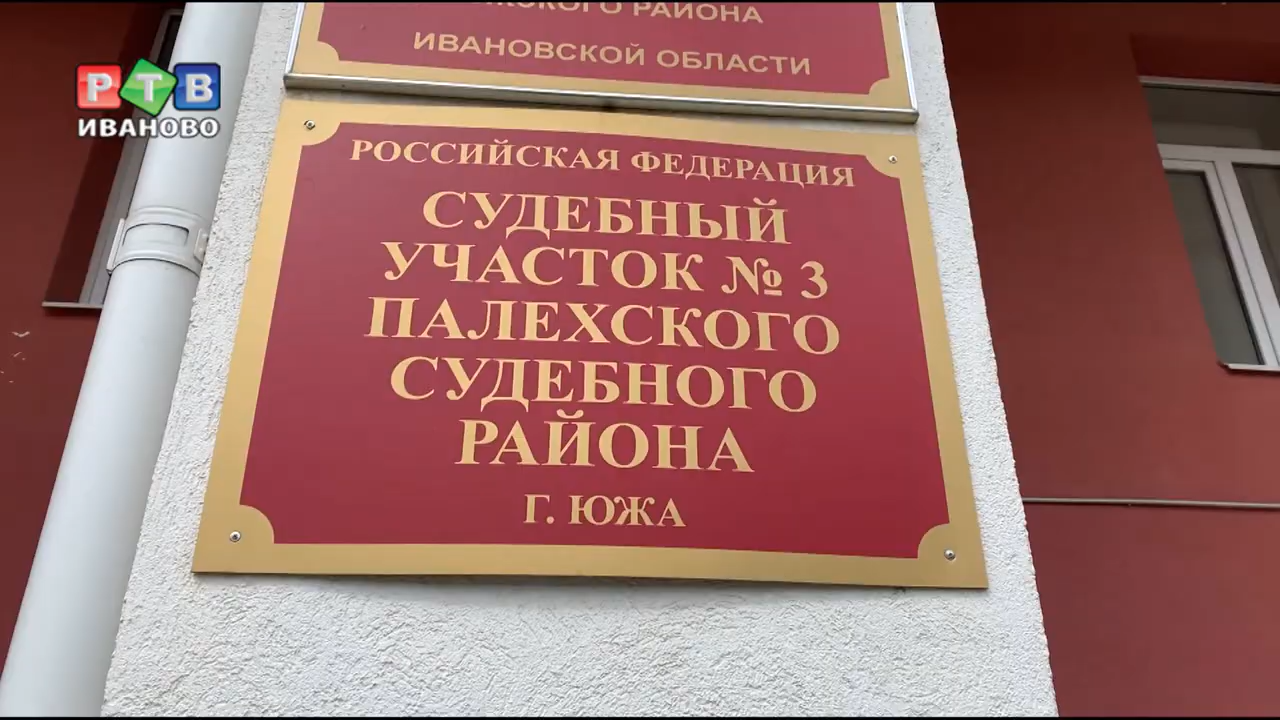 РАЙОНА
ИВАНОВСКОЙ ОБЛАСТИ
РТВ
ИВАНОВО
РОССИЙСКАЯ ФЕДЕРАЦИЯ
СУДЕБНЫЙ
УЧАСТОК № 3
ПАЛЕХСКОГО
СУДЕБНОГО
РАЙОНА
Г. ЮЖА